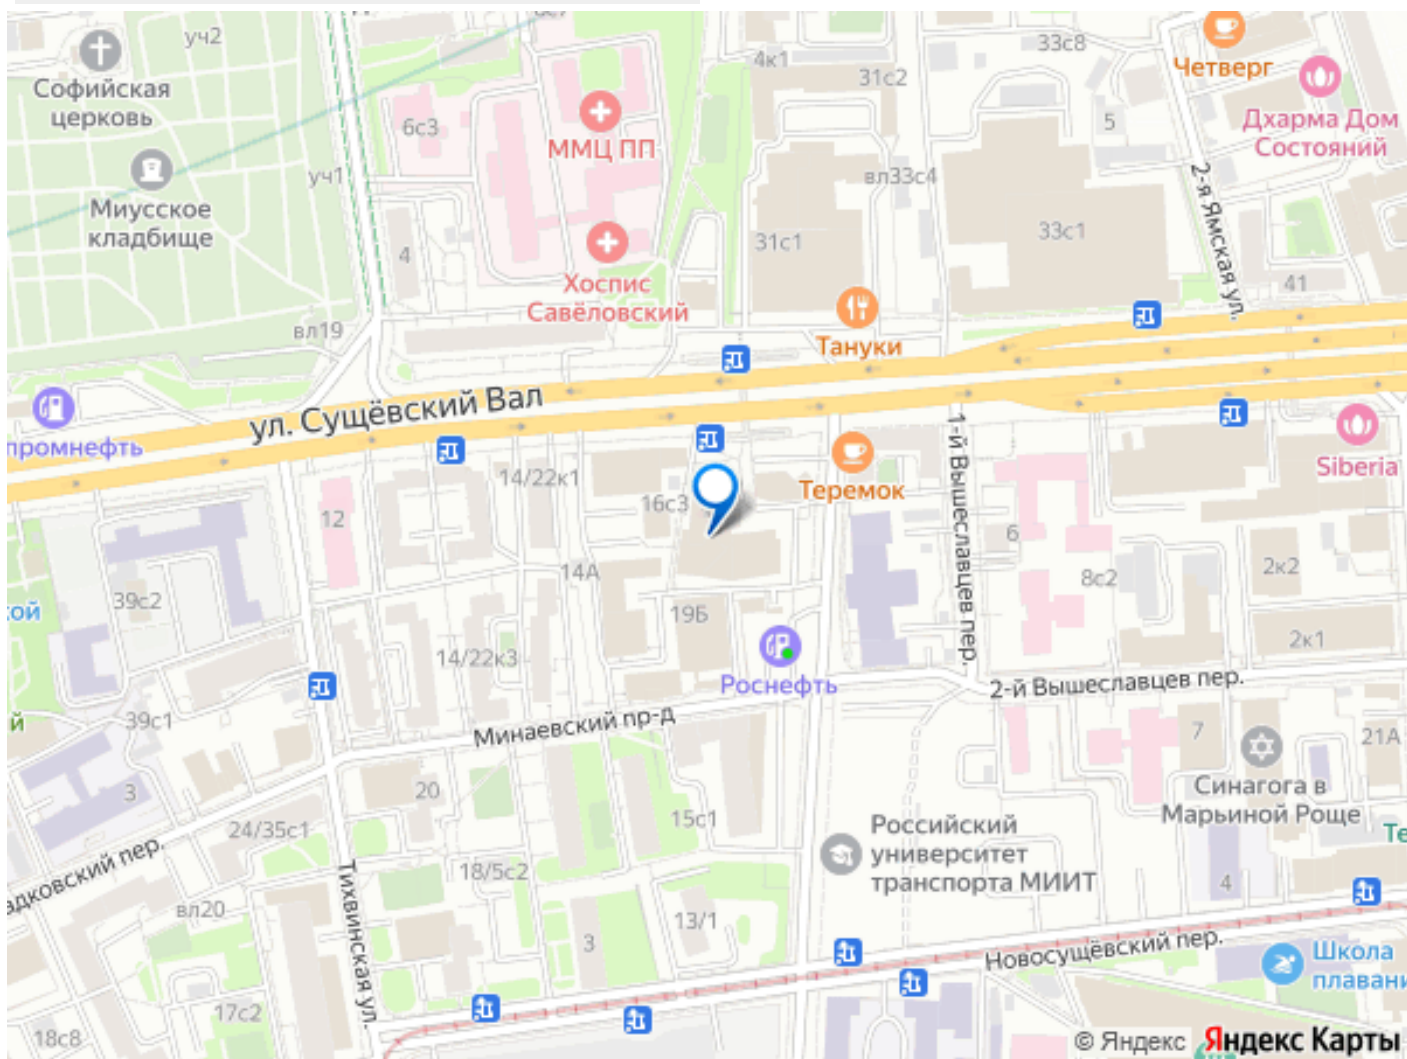 уч2
Софийская
церковь
6с3
ММЦ ПП
4к1
31с2
33с8
Четверг
5
Дхарма Дом
Состояний
уч1
Миусское
кладбище
вл33с4
2-я Ямская ул.
4
31с1
33с1
Хоспис
Савёловский
41
вл19
Тануки
ул. Сущёвский Вал
промнефть
14/22к1
Теремок
1-й Вышеславцев пер.
Siberia
12
16с3
6
14А
8с2
2к2
39с2
кой
19Б
14/22к3
2к1
Роснефть
2-й Вышеславцев пер.
й
39с1
Минаевский пр-д
7
21А
3
20
Синагога в
Марьиной Роще
24/35с1
15с1
Российский
университет
транспорта МИИТ
Те
адковский пер.
Тихвинская ул.
18/5с2
4
вл20
13/1
3
Новосущёвский пер.
Школа
плавани
17с2
18с8
© Яндекс Яндекс Карты